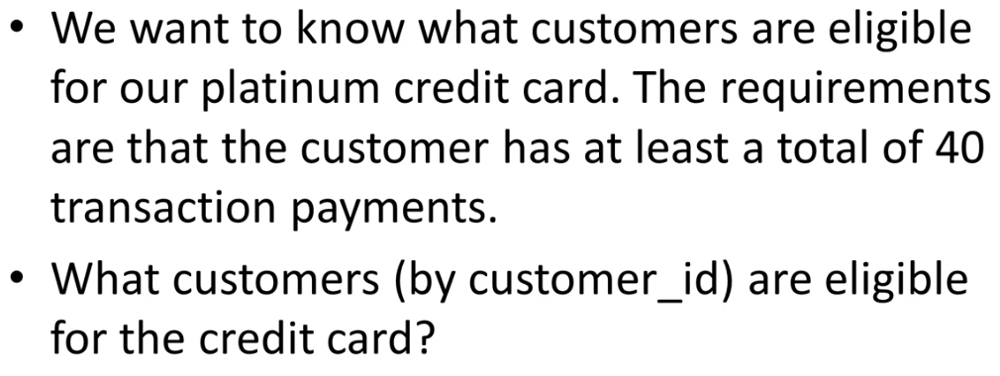 • We want to know what customers are eligible
for our platinum credit card. The requirements
are that the customer has at least a total of 40
transaction payments.
• What customers (by customer_id) are eligible
for the credit card?